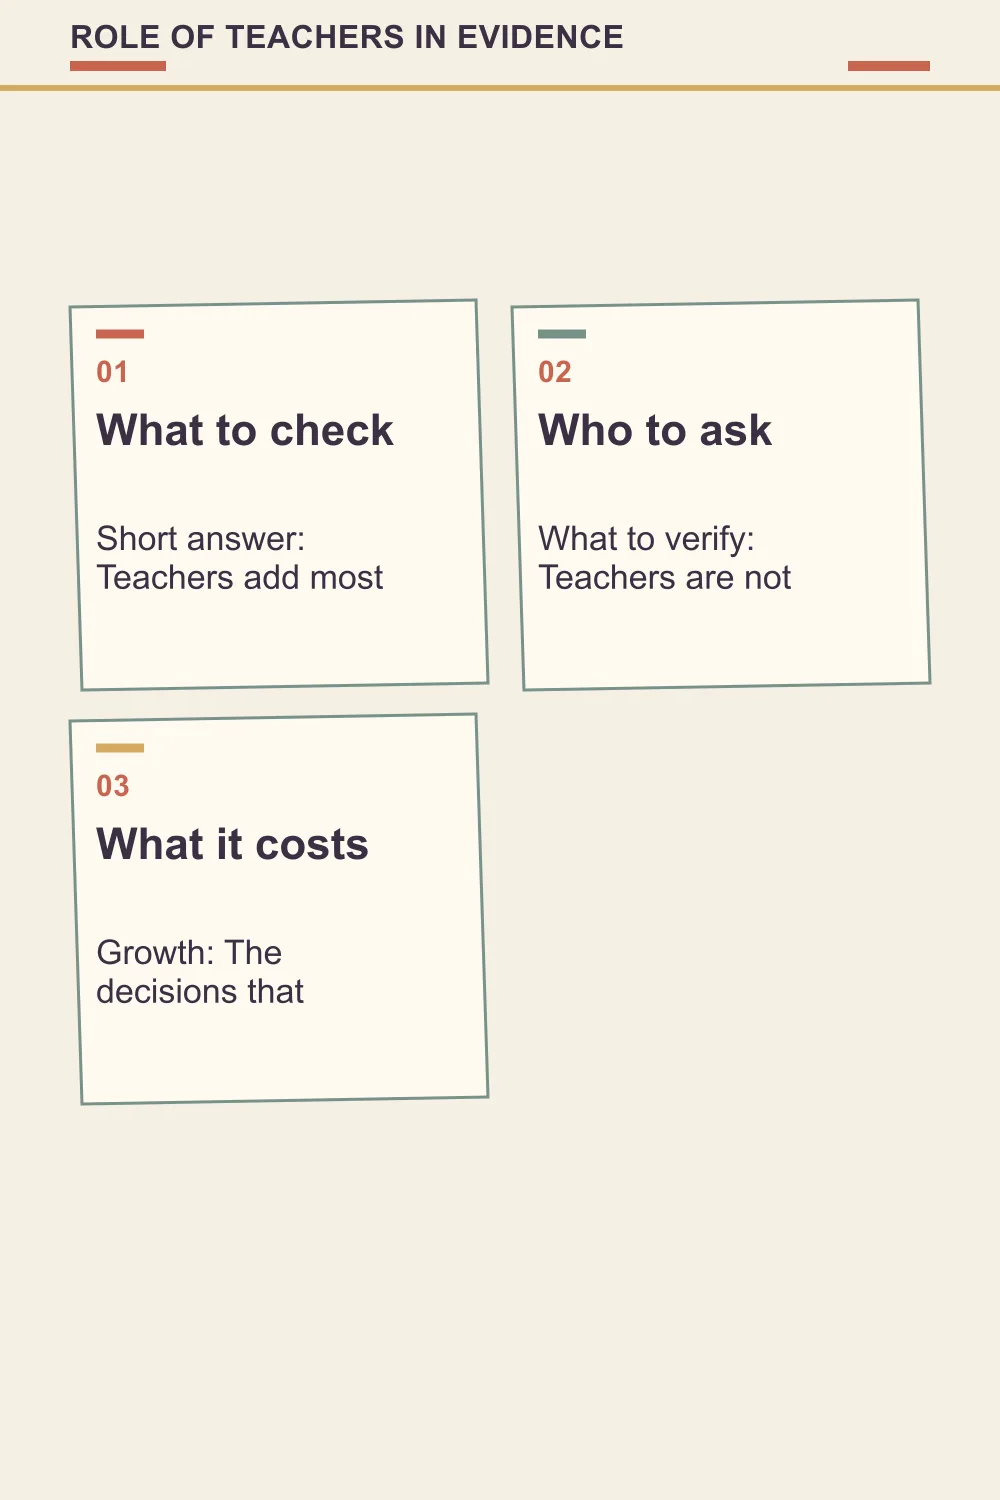 ROLE OF TEACHERS IN EVIDENCE
01
What to check
Short answer:
Teachers add most
02
Who to ask
What to verify:
Teachers are not
03
What it costs
Growth: The
decisions that